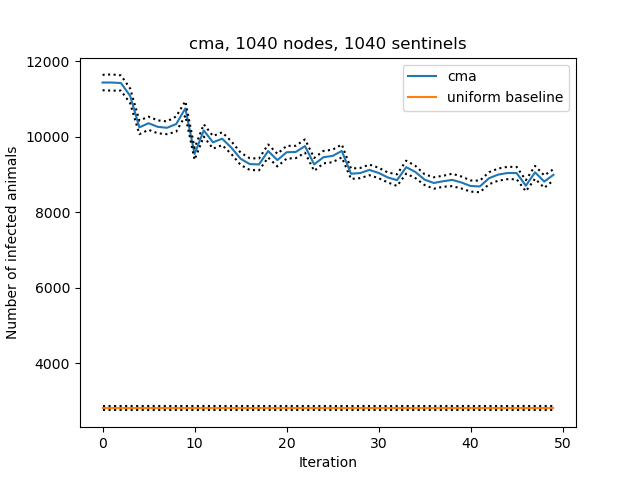 cma, 1040 nodes, 1040 sentinels
12000
10000
8000
6000
4000
Number of infected animals
cma
uniform baseline
0
10
20
30
40
50
Iteration